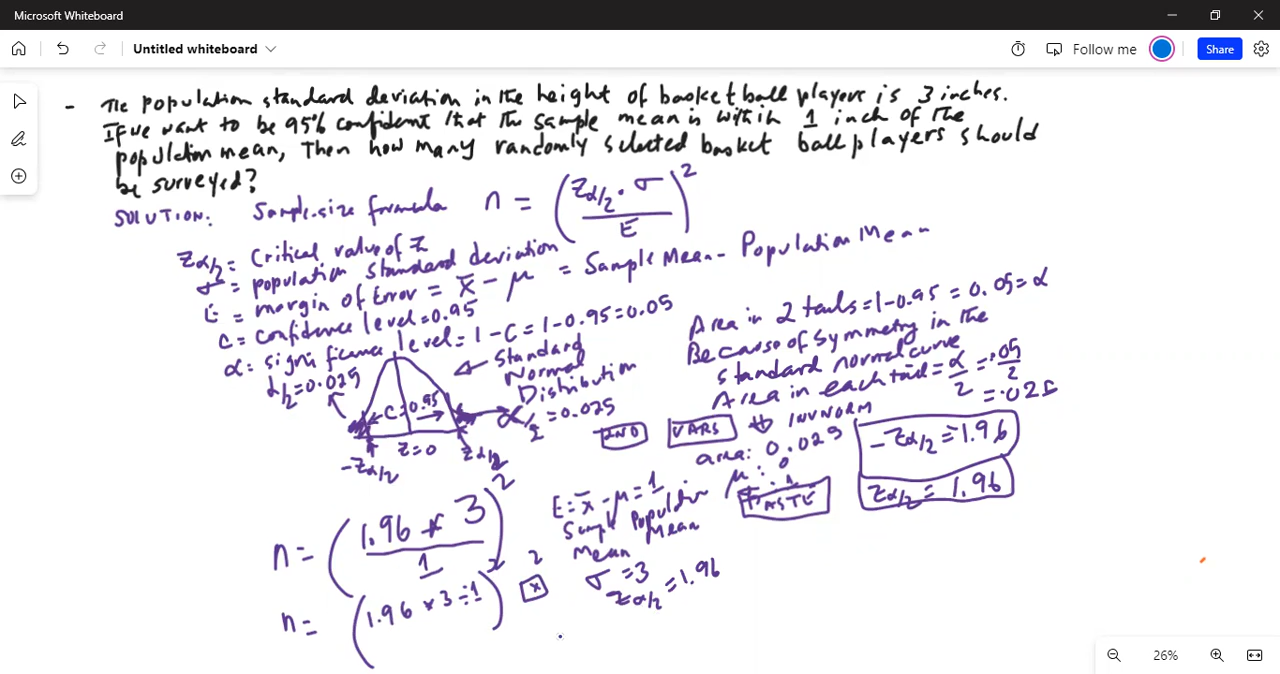 Microsoft Whiteboard
Untitled whiteboard
Follow me
Share
- The population standard deviation in the height of basketball players is 3 inches.
If we want to be 95% confident that the sample mean is within 1 inch of the
population mean, Then how many randomly selected basket ball players should
be surveyed?
SOLUTION: Sample-size formula n = (Zα/2 · σ / E)²
Zα/2 = Critical value of Z
σ = population standard deviation
E = margin of Error = x̄ - μ = Sample Mean - Population Mean
C = confidence level = 0.95
α = significance level = 1 - C = 1 - 0.95 = 0.05
α/2 = 0.025
Standard
Normal
Distribution
C = 0.95
α/2 = 0.025
-Zα/2
Z = 0
Zα/2
Area in 2 tails = 1 - 0.95 = 0.05 = α
Because of Symmetry in the
standard normal curve
Area in each tail = α/2 = .05/2
= .025
2ND VARS ↓ INVNORM
area: 0.025
μ: 0
σ: 1
PASTE
-Zα/2 = -1.96
Zα/2 = 1.96
n = (1.96 * 3 / 1)²
E = x̄ - μ = 1
Sample Population
Mean Mean
σ = 3
Zα/2 = 1.96
n = (1.96 * 3 ÷ 1)
x 2
26%